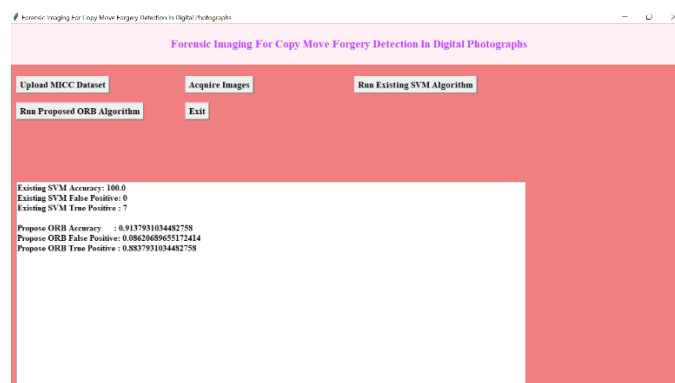 Forensic Imaging For Copy Move Forgery Detection In Digital Photographs
Forensic Imaging For Copy Move Forgery Detection In Digital Photographs
Upload MICC Dataset
Acquire Images
Run Existing SVM Algorithm
Run Proposed ORB Algorithm
Exit
Existing SVM Accuracy: 100.0
Existing SVM False Positive: 0
Existing SVM True Positive : 7
Propose ORB Accuracy : 0.9137931034482758
Propose ORB False Positive: 0.08620689655172414
Propose ORB True Positive : 0.8837931034482758